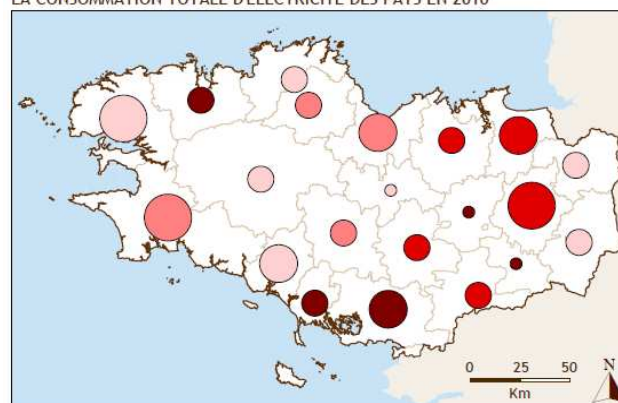 LA CONSOMMATION TOTALE D'ÉLECTRICITÉ DES PAYS EN 2010
N
0 25 50
Km